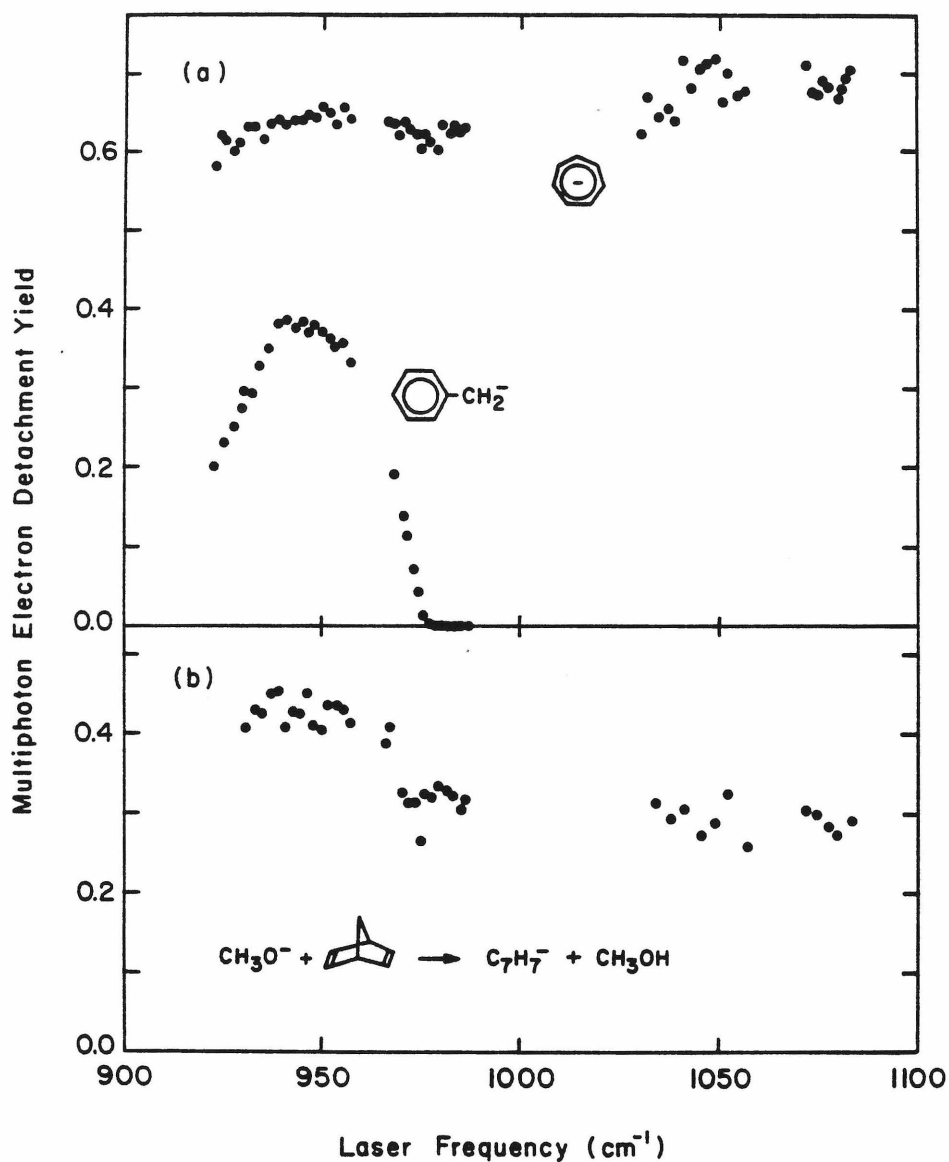 Multiphoton Electron Detachment Yield
(a)
0.6
0.4
0.2
0.0
−
CH₂⁻
(b)
0.4
0.2
0.0
CH₃O⁻ + → C₇H₇⁻ + CH₃OH
900 950 1000 1050 1100
Laser Frequency (cm⁻¹)